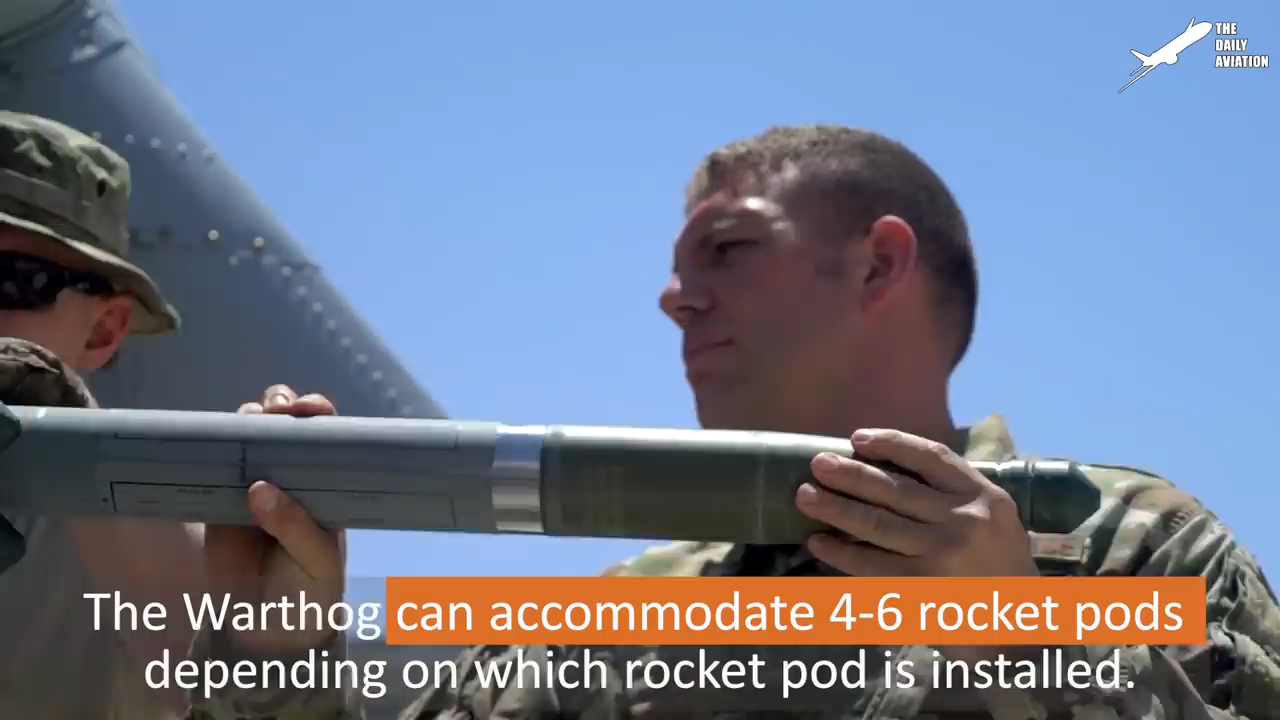 THE
DAILY
AVIATION
The Warthog can accommodate 4-6 rocket pods
depending on which rocket pod is installed.